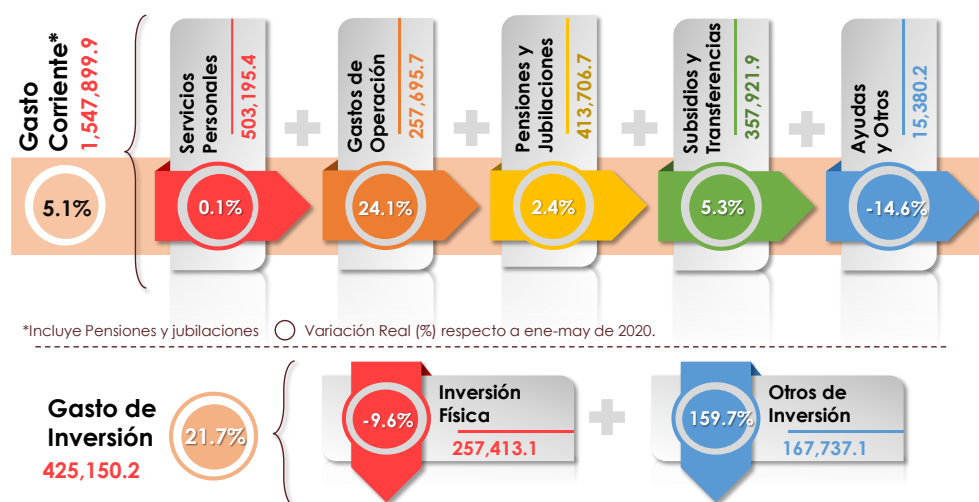 Gasto
Corriente*
1,547,899.9
5.1%
Servicios
Personales
503,195.4
0.1%
Gastos de
Operación
257,695.7
24.1%
Pensiones y
Jubilaciones
413,706.7
2.4%
Subsidios y
Transferencias
357,921.9
5.3%
Ayudas
y Otros
15,380.2
-14.6%
*Incluye Pensiones y jubilaciones
Variación Real (%) respecto a ene-may de 2020.
Gasto de
Inversión
425,150.2
21.7%
-9.6%
Inversión
Física
257,413.1
159.7%
Otros de
Inversión
167,737.1